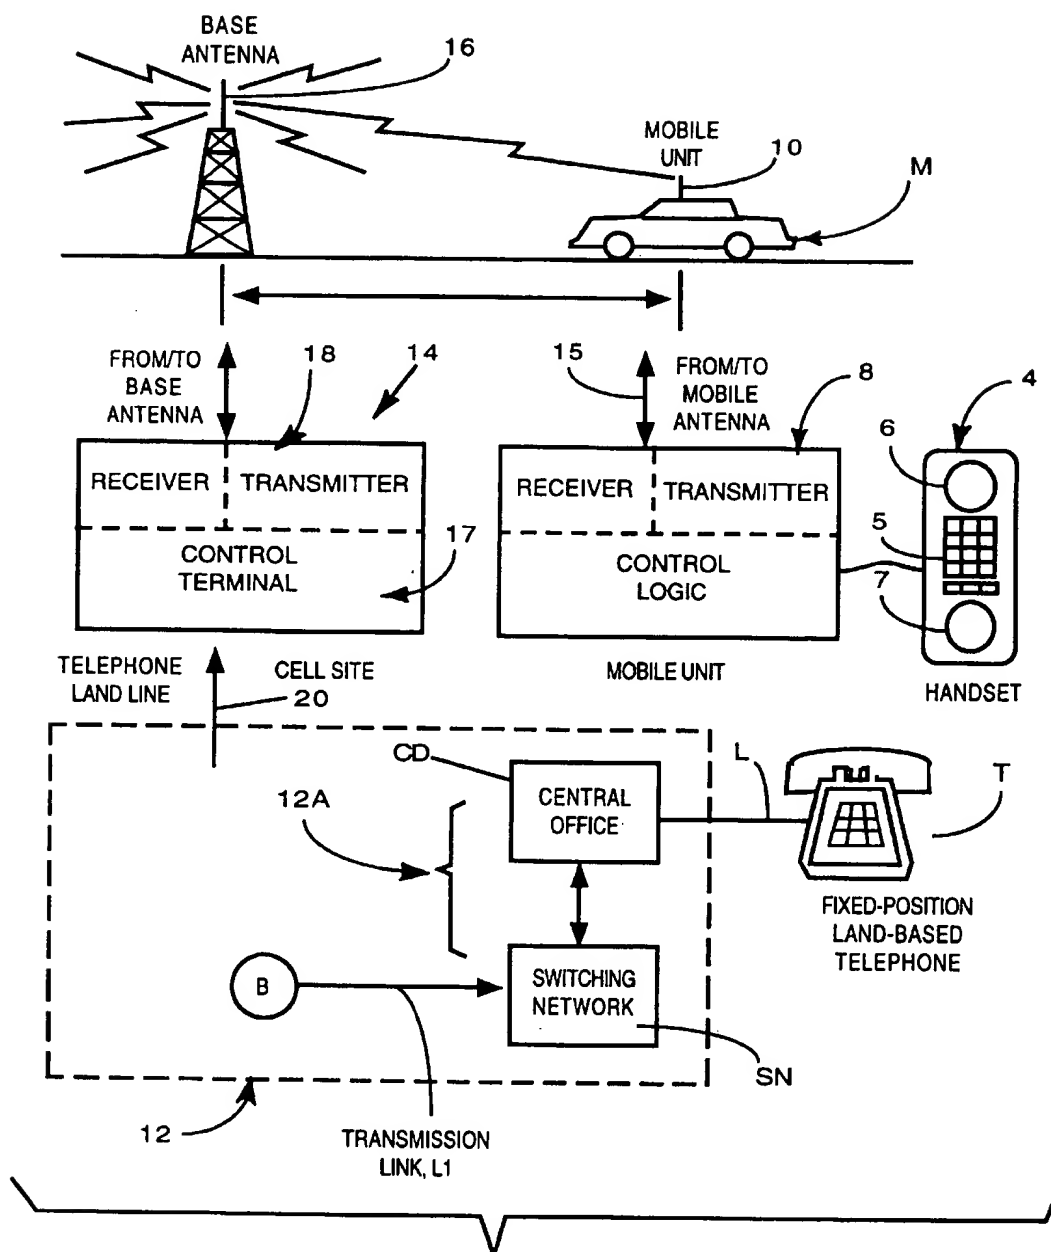 BASE
ANTENNA
16
MOBILE
UNIT
10
M
FROM/TO
BASE
ANTENNA
18
14
15
FROM/TO
MOBILE
ANTENNA
8
4
6
RECEIVER
TRANSMITTER
RECEIVER
TRANSMITTER
5
CONTROL
TERMINAL
17
CONTROL
LOGIC
7
TELEPHONE
LAND LINE
CELL SITE
20
MOBILE UNIT
HANDSET
CD
L
T
12A
CENTRAL
OFFICE
FIXED-POSITION
LAND-BASED
TELEPHONE
B
SWITCHING
NETWORK
SN
12
TRANSMISSION
LINK, L1